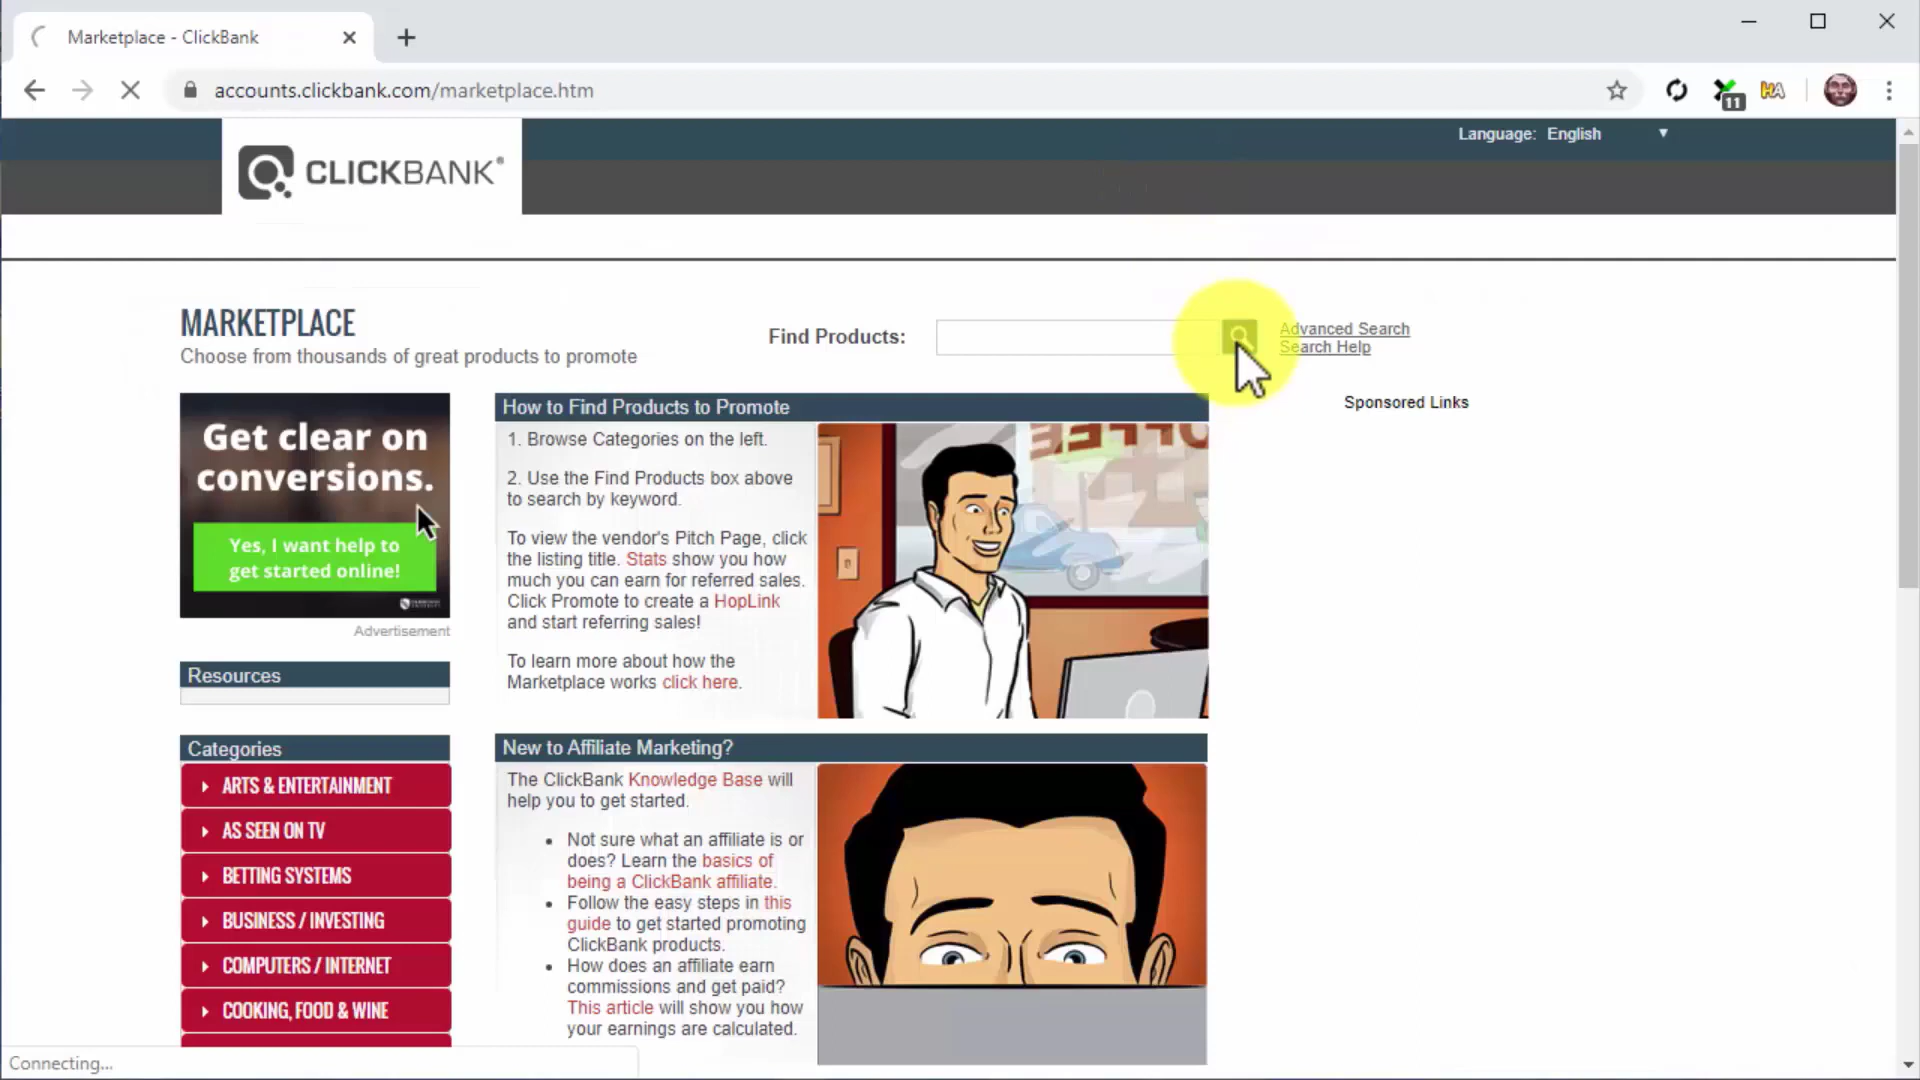 Marketplace - ClickBank
accounts.clickbank.com/marketplace.htm
11
HA
Language: English
CLICKBANK®
MARKETPLACE
Choose from thousands of great products to promote
Find Products:
Advanced Search
Search Help
Get clear on
conversions.
Yes, I want help to
get started online!
Advertisement
Resources
Categories
ARTS & ENTERTAINMENT
AS SEEN ON TV
BETTING SYSTEMS
BUSINESS / INVESTING
COMPUTERS / INTERNET
COOKING, FOOD & WINE
How to Find Products to Promote
1. Browse Categories on the left.
2. Use the Find Products box above
to search by keyword.
To view the vendor's Pitch Page, click
the listing title. Stats show you how
much you can earn for referred sales.
Click Promote to create a HopLink
and start referring sales!
To learn more about how the
Marketplace works click here.
New to Affiliate Marketing?
The ClickBank Knowledge Base will
help you to get started.
Not sure what an affiliate is or
does? Learn the basics of
being a ClickBank affiliate.
Follow the easy steps in this
guide to get started promoting
ClickBank products.
How does an affiliate earn
commissions and get paid?
This article will show you how
your earnings are calculated.
Sponsored Links
Connecting...